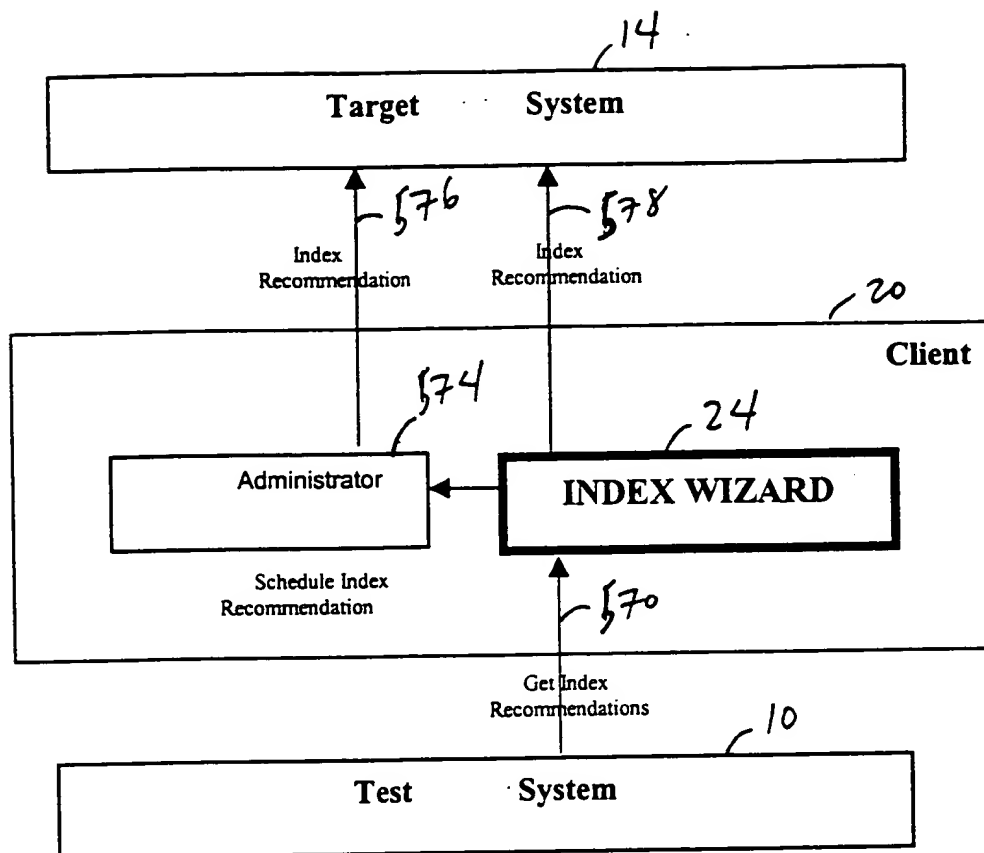 14
Target System
576
578
Index
Recommendation
Index
Recommendation
20
Client
574
24
Administrator
INDEX WIZARD
Schedule Index
Recommendation
570
Get Index
Recommendations
10
Test System